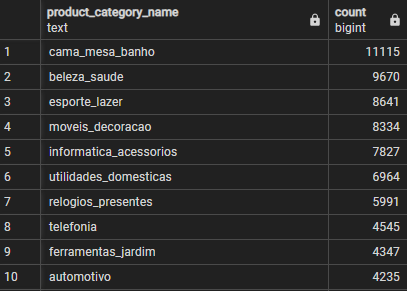 product_category_name count
text bigint
1 cama_mesa_banho 11115
2 beleza_saude 9670
3 esporte_lazer 8641
4 moveis_decoracao 8334
5 informatica_acessorios 7827
6 utilidades_domesticas 6964
7 relogios_presentes 5991
8 telefonia 4545
9 ferramentas_jardim 4347
10 automotivo 4235